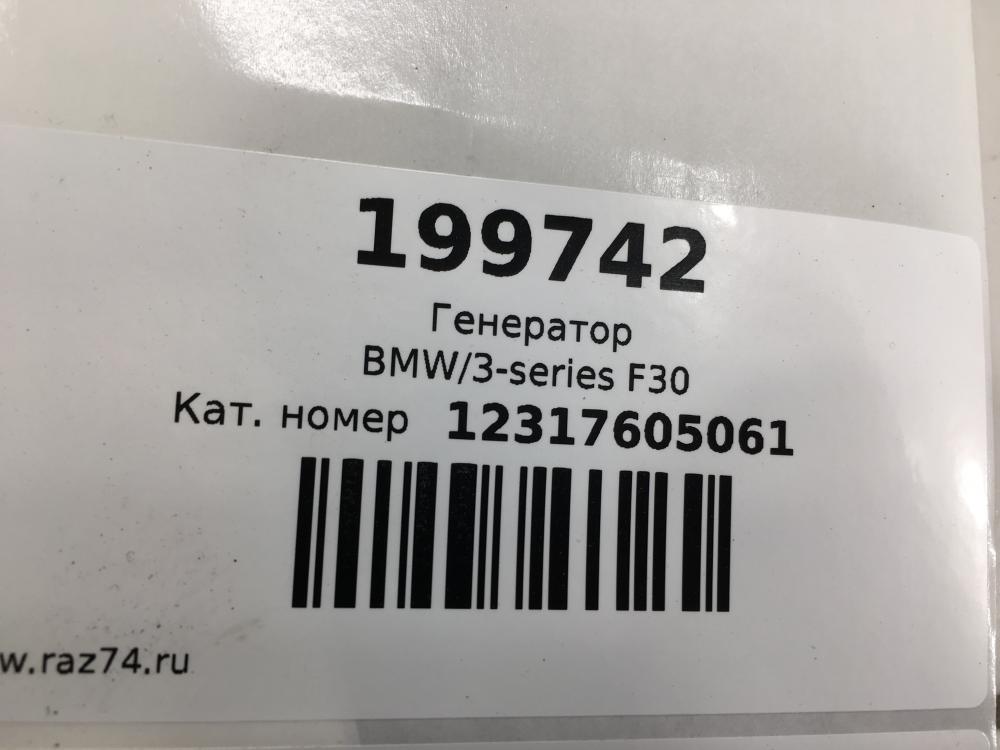 199742
Генератор
BMW/3-series F30
Кат. номер 12317605061
w.raz74.ru